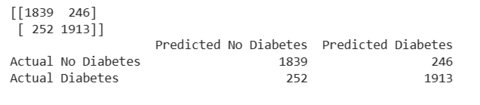 [[1839  246]
 [ 252 1913]]
                    Predicted No Diabetes  Predicted Diabetes
Actual No Diabetes                   1839                 246
Actual Diabetes                       252                1913